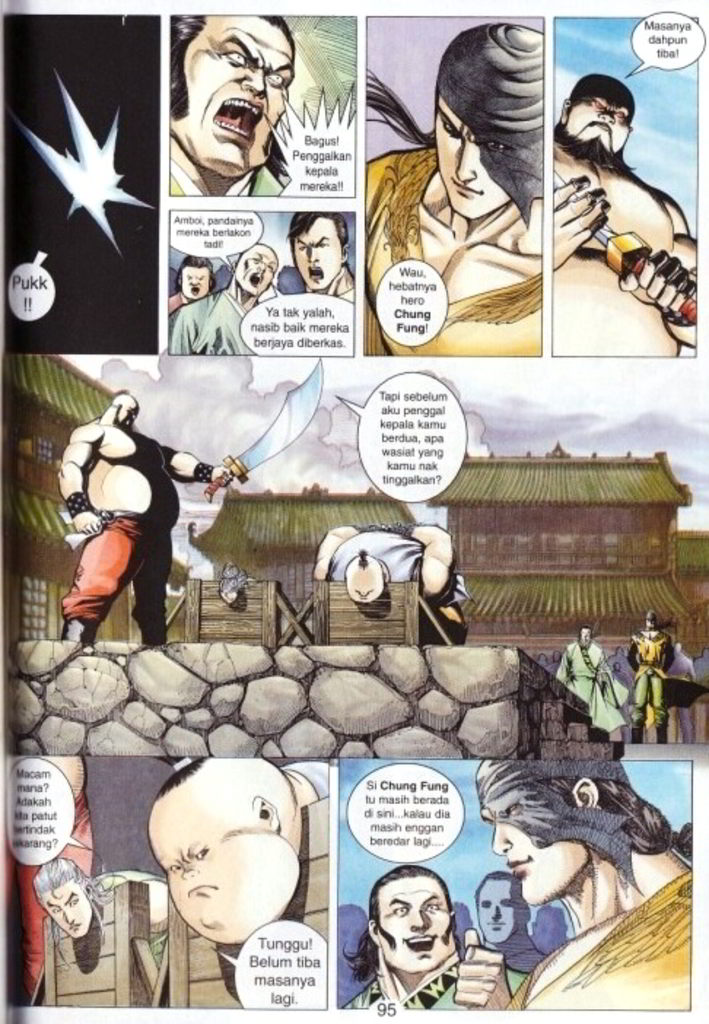 Pukk
!!
Bagus!
Penggalkan
kepala
mereka!!
Amboi, pandainya
mereka berlakon
tadi!
Ya tak yalah,
nasib baik mereka
berjaya diberkas.
Wau,
hebatnya
hero
Chung
Fung!
Masanya
dahpun
tiba!
Tapi sebelum
aku penggal
kepala kamu
berdua, apa
wasiat yang
kamu nak
tinggalkan?
Macam
mana?
Adakah
kita patut
bertindak
sekarang?
Tunggu!
Belum tiba
masanya
lagi.
Si Chung Fung
tu masih berada
di sini...kalau dia
masih enggan
beredar lagi....
95